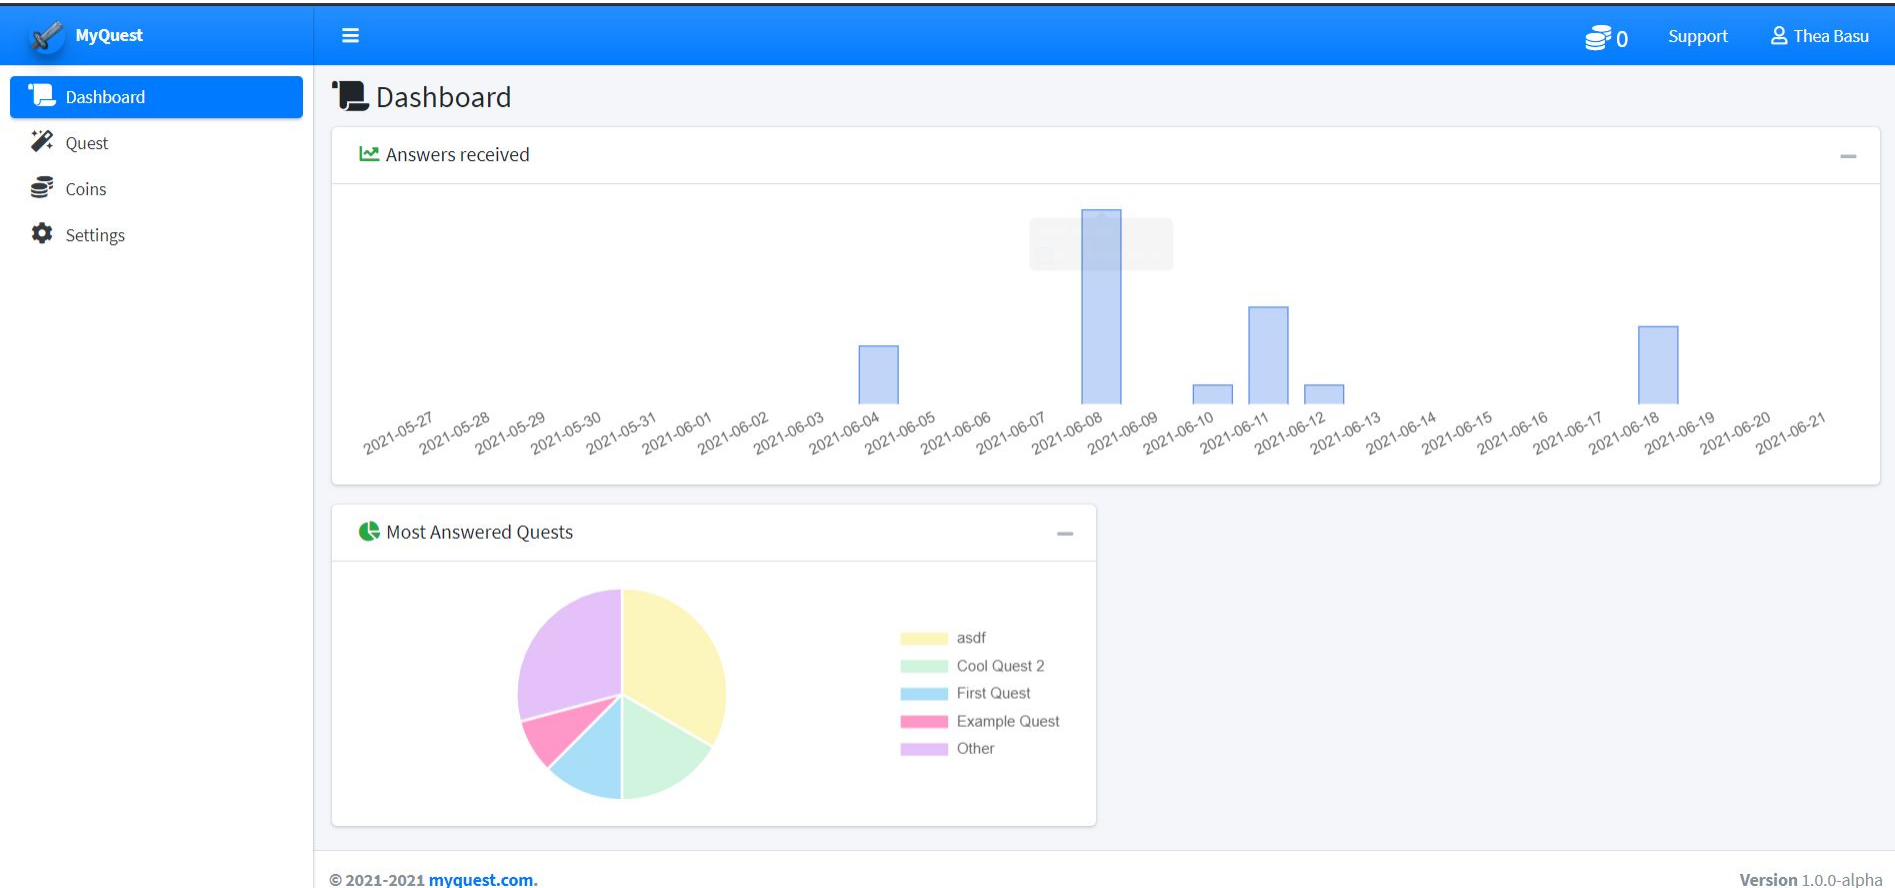 MyQuest
0 Support Thea Basu
Dashboard
Quest
Coins
Settings
Dashboard
Answers received
2021-05-27 2021-05-28 2021-05-29 2021-05-30 2021-05-31 2021-06-01 2021-06-02 2021-06-03 2021-06-04 2021-06-05 2021-06-06 2021-06-07 2021-06-08 2021-06-09 2021-06-10 2021-06-11 2021-06-12 2021-06-13 2021-06-14 2021-06-15 2021-06-16 2021-06-17 2021-06-18 2021-06-19 2021-06-20 2021-06-21
Most Answered Quests
asdf
Cool Quest 2
First Quest
Example Quest
Other
© 2021-2021 myquest.com.
Version 1.0.0-alpha